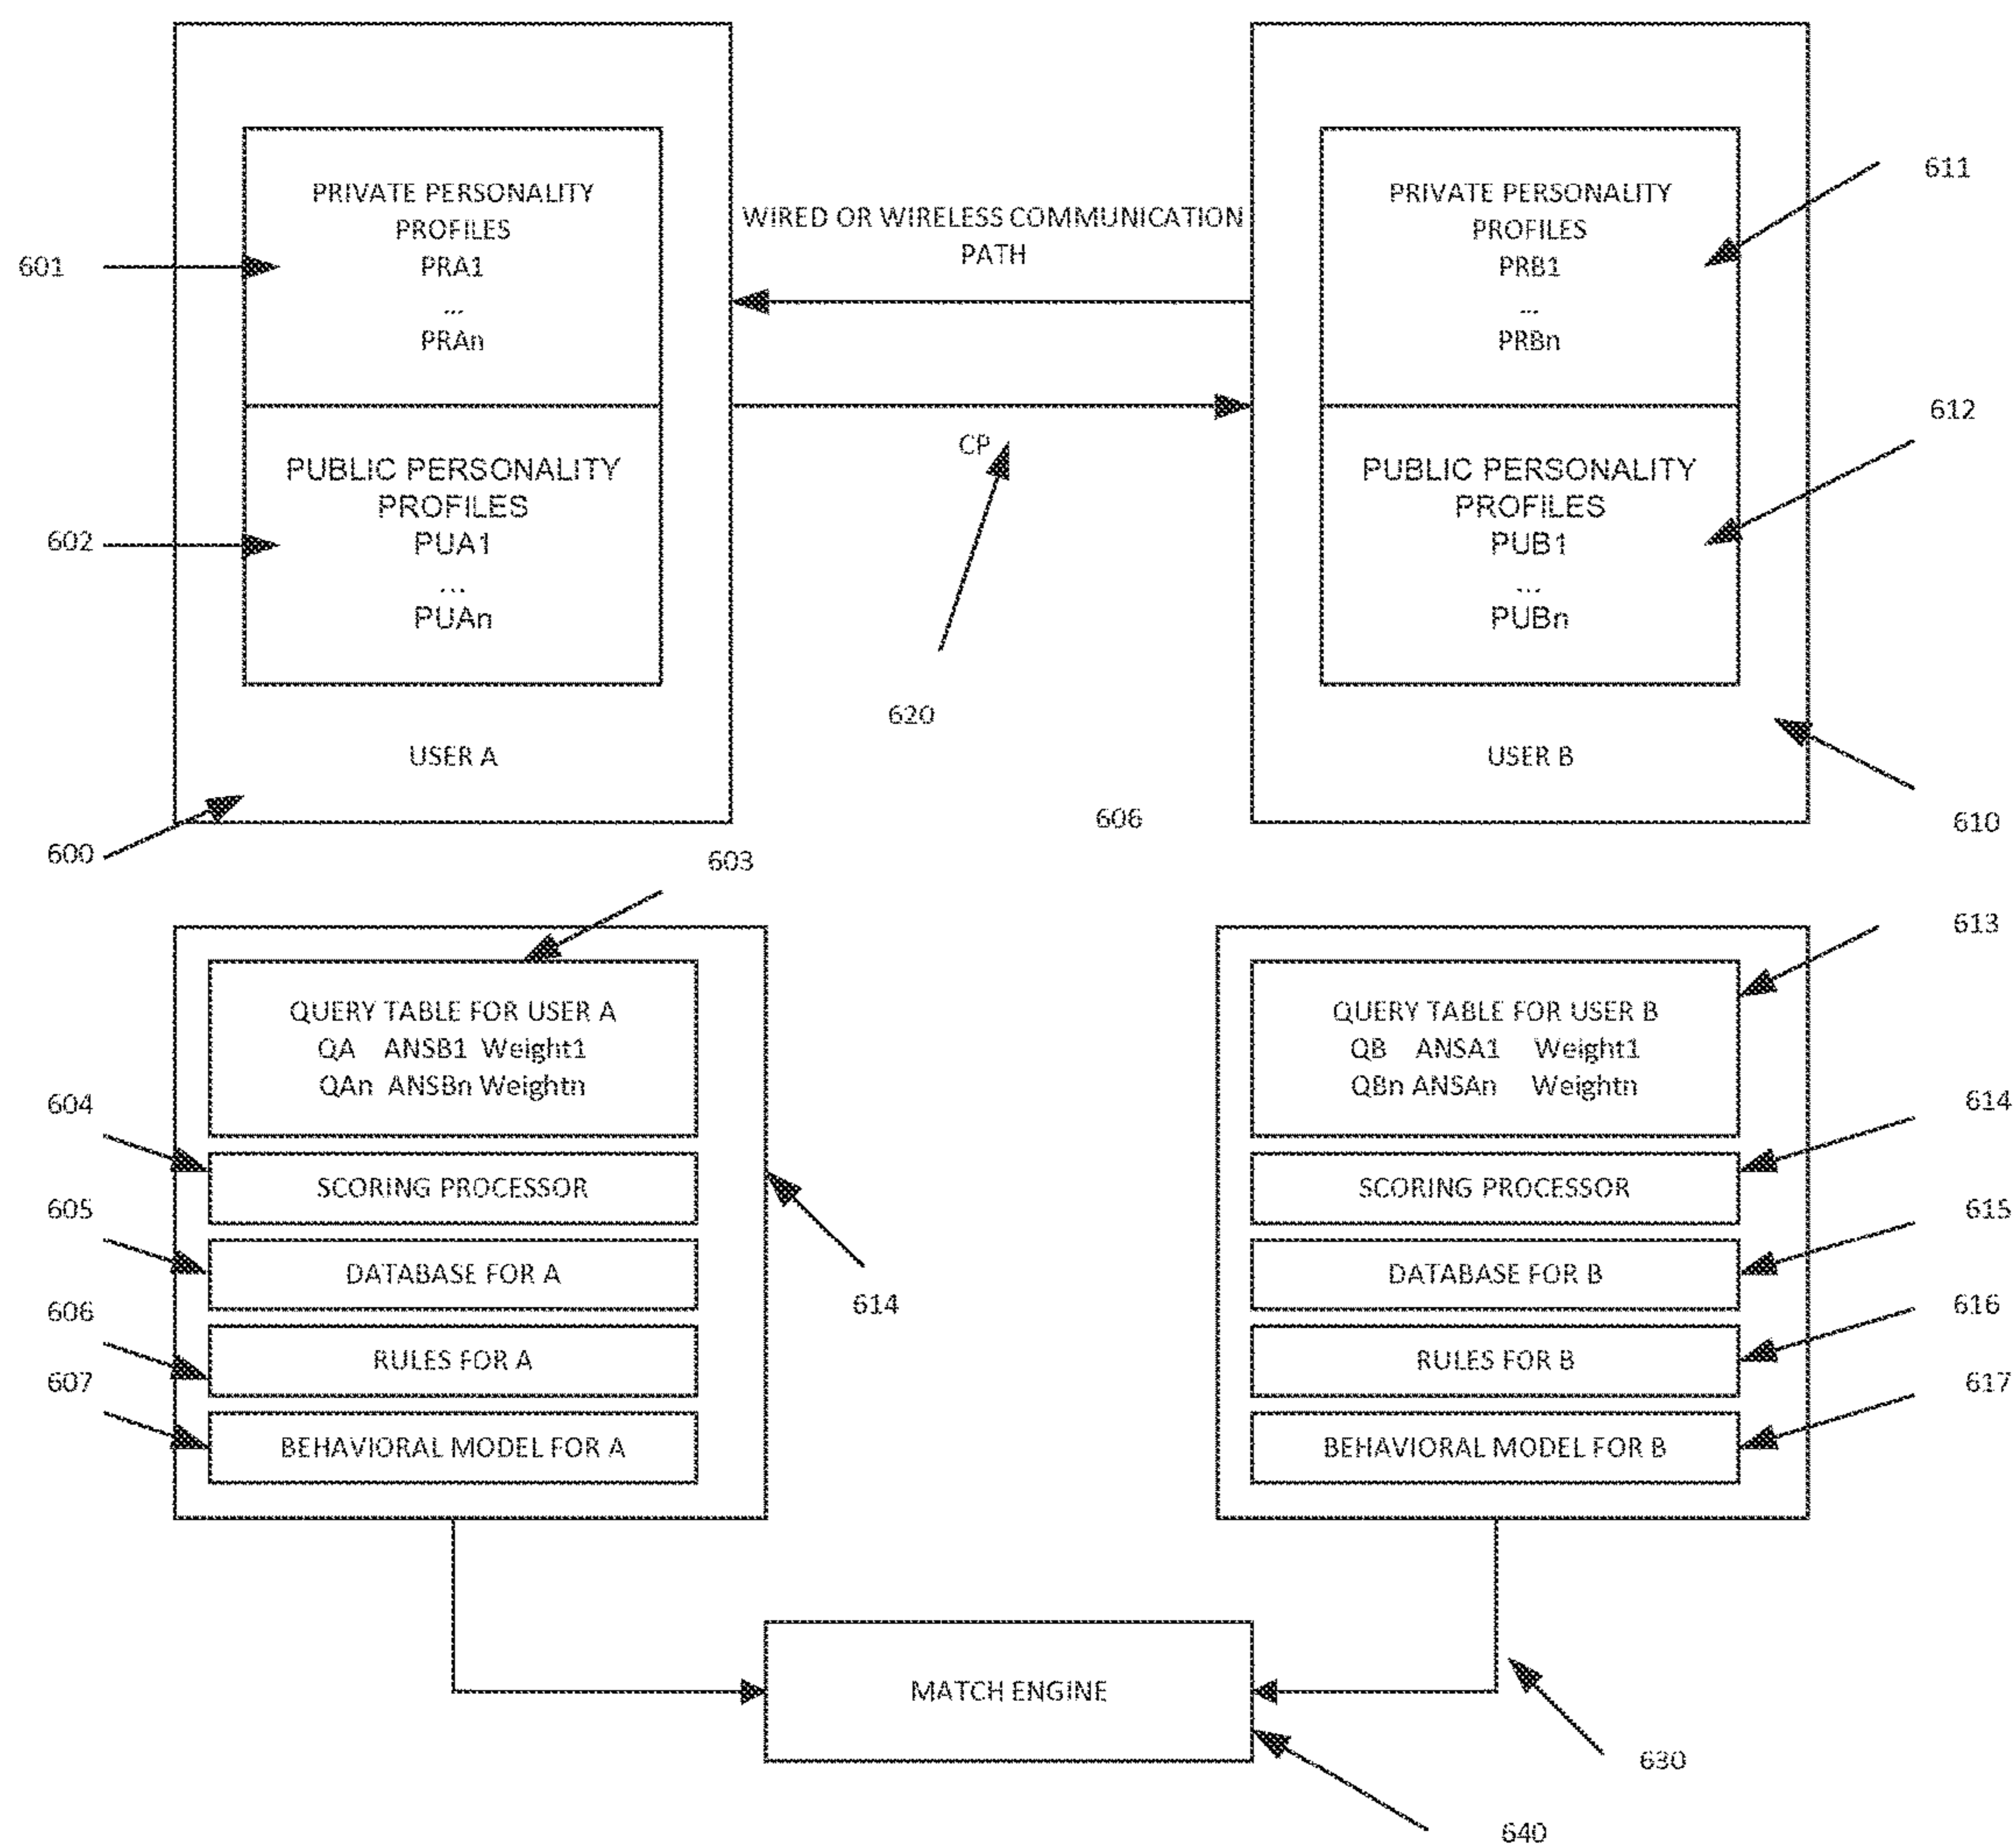 PRIVATE PERSONALITY
PROFILES
PRA1
...
PRAn
601
PUBLIC PERSONALITY
PROFILES
PUA1
...
PUAn
602
USER A
600
WIRED OR WIRELESS COMMUNICATION
PATH
CP
620
606
PRIVATE PERSONALITY
PROFILES
PRB1
...
PRBn
611
PUBLIC PERSONALITY
PROFILES
PUB1
...
PUBn
612
USER B
610
603
QUERY TABLE FOR USER A
QA ANSB1 Weight1
QAn ANSBn Weightn
604
SCORING PROCESSOR
605
DATABASE FOR A
606
RULES FOR A
607
BEHAVIORAL MODEL FOR A
614
613
QUERY TABLE FOR USER B
QB ANSA1 Weight1
QBn ANSAn Weightn
614
SCORING PROCESSOR
615
DATABASE FOR B
616
RULES FOR B
617
BEHAVIORAL MODEL FOR B
MATCH ENGINE
630
640